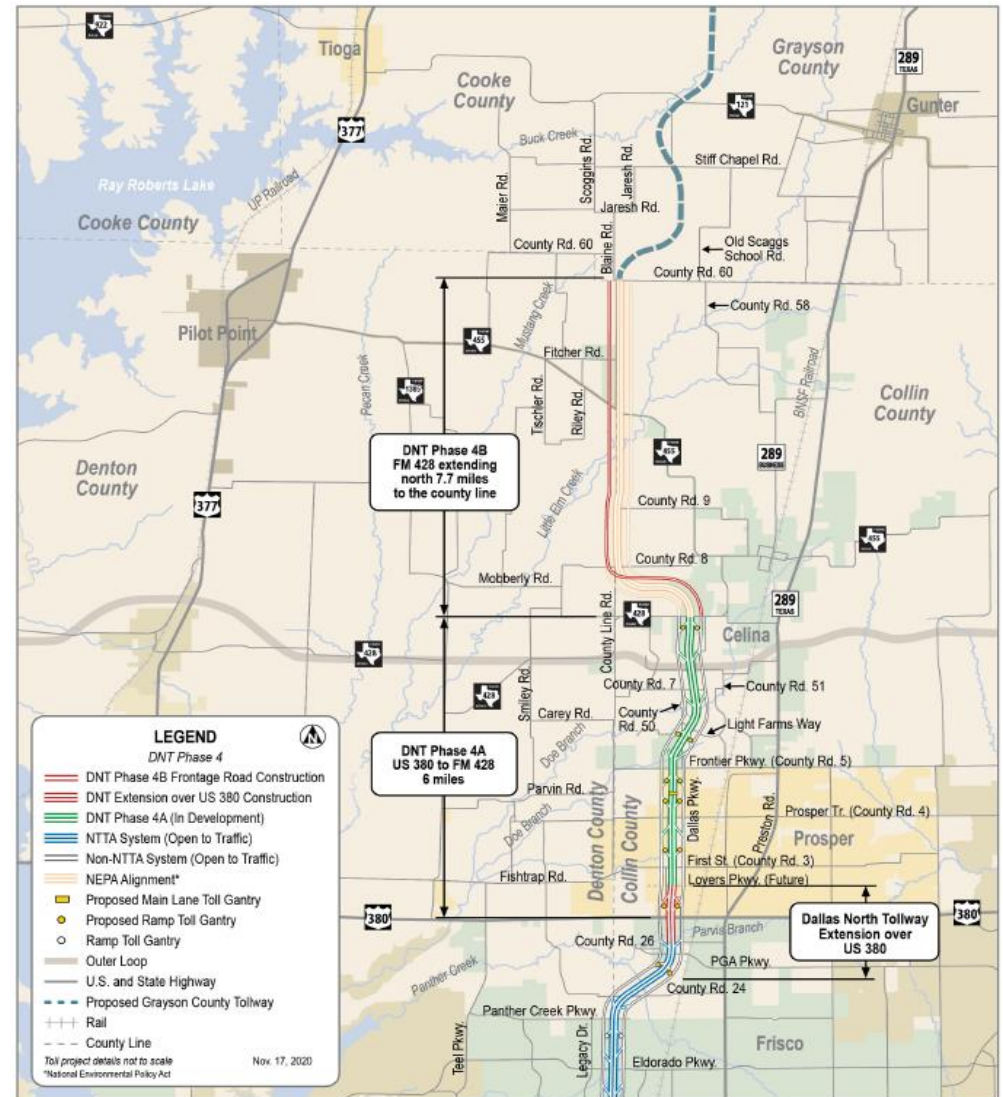 922
Tioga
Cooke
County
Grayson
County
289
TEXAS
377
121
Gunter
Buck Creek
Scoggins Rd.
Jaresh Rd.
Stiff Chapel Rd.
Ray Roberts Lake
UP Railroad
Maier Rd.
Jaresh Rd.
Cooke County
Blaine Rd.
County Rd. 60
Old Scaggs
School Rd.
County Rd. 60
County Rd. 58
Mustang Creek
Pilot Point
455
Fitcher Rd.
BNSF Railroad
Pecan Creek
1385
Tischler Rd.
Riley Rd.
Collin
County
DNT Phase 4B
FM 428 extending
north 7.7 miles
to the county line
455
289
BUSINESS
Denton
County
377
Little Elm Creek
County Rd. 9
455
County Rd. 8
Mobberly Rd.
289
TEXAS
County Line Rd.
428
Celina
428
County Rd. 7
County Rd. 51
428
Smiley Rd.
County
Rd. 50
Carey Rd.
Light Farms Way
LEGEND
N
DNT Phase 4
DNT Phase 4B Frontage Road Construction
DNT Extension over US 380 Construction
DNT Phase 4A (In Development)
NTTA System (Open to Traffic)
Non-NTTA System (Open to Traffic)
NEPA Alignment*
Proposed Main Lane Toll Gantry
Proposed Ramp Toll Gantry
Ramp Toll Gantry
Outer Loop
U.S. and State Highway
Proposed Grayson County Tollway
Rail
County Line
Toll project details not to scale
Nov. 17, 2020
*National Environmental Policy Act
DNT Phase 4A
US 380 to FM 428
6 miles
Doe Branch
Frontier Pkwy. (County Rd. 5)
Parvin Rd.
Dallas Pkwy.
Preston Rd.
Prosper Tr. (County Rd. 4)
Doe Branch
Denton County
Collin County
Prosper
First St. (County Rd. 3)
Fishtrap Rd.
Lovers Pkwy. (Future)
380
380
Dallas North Tollway
Extension over
US 380
Parvis Branch
County Rd. 26
PGA Pkwy.
Panther Creek
County Rd. 24
Panther Creek Pkwy.
Teel Pkwy.
Legacy Dr.
Frisco
Eldorado Pkwy.